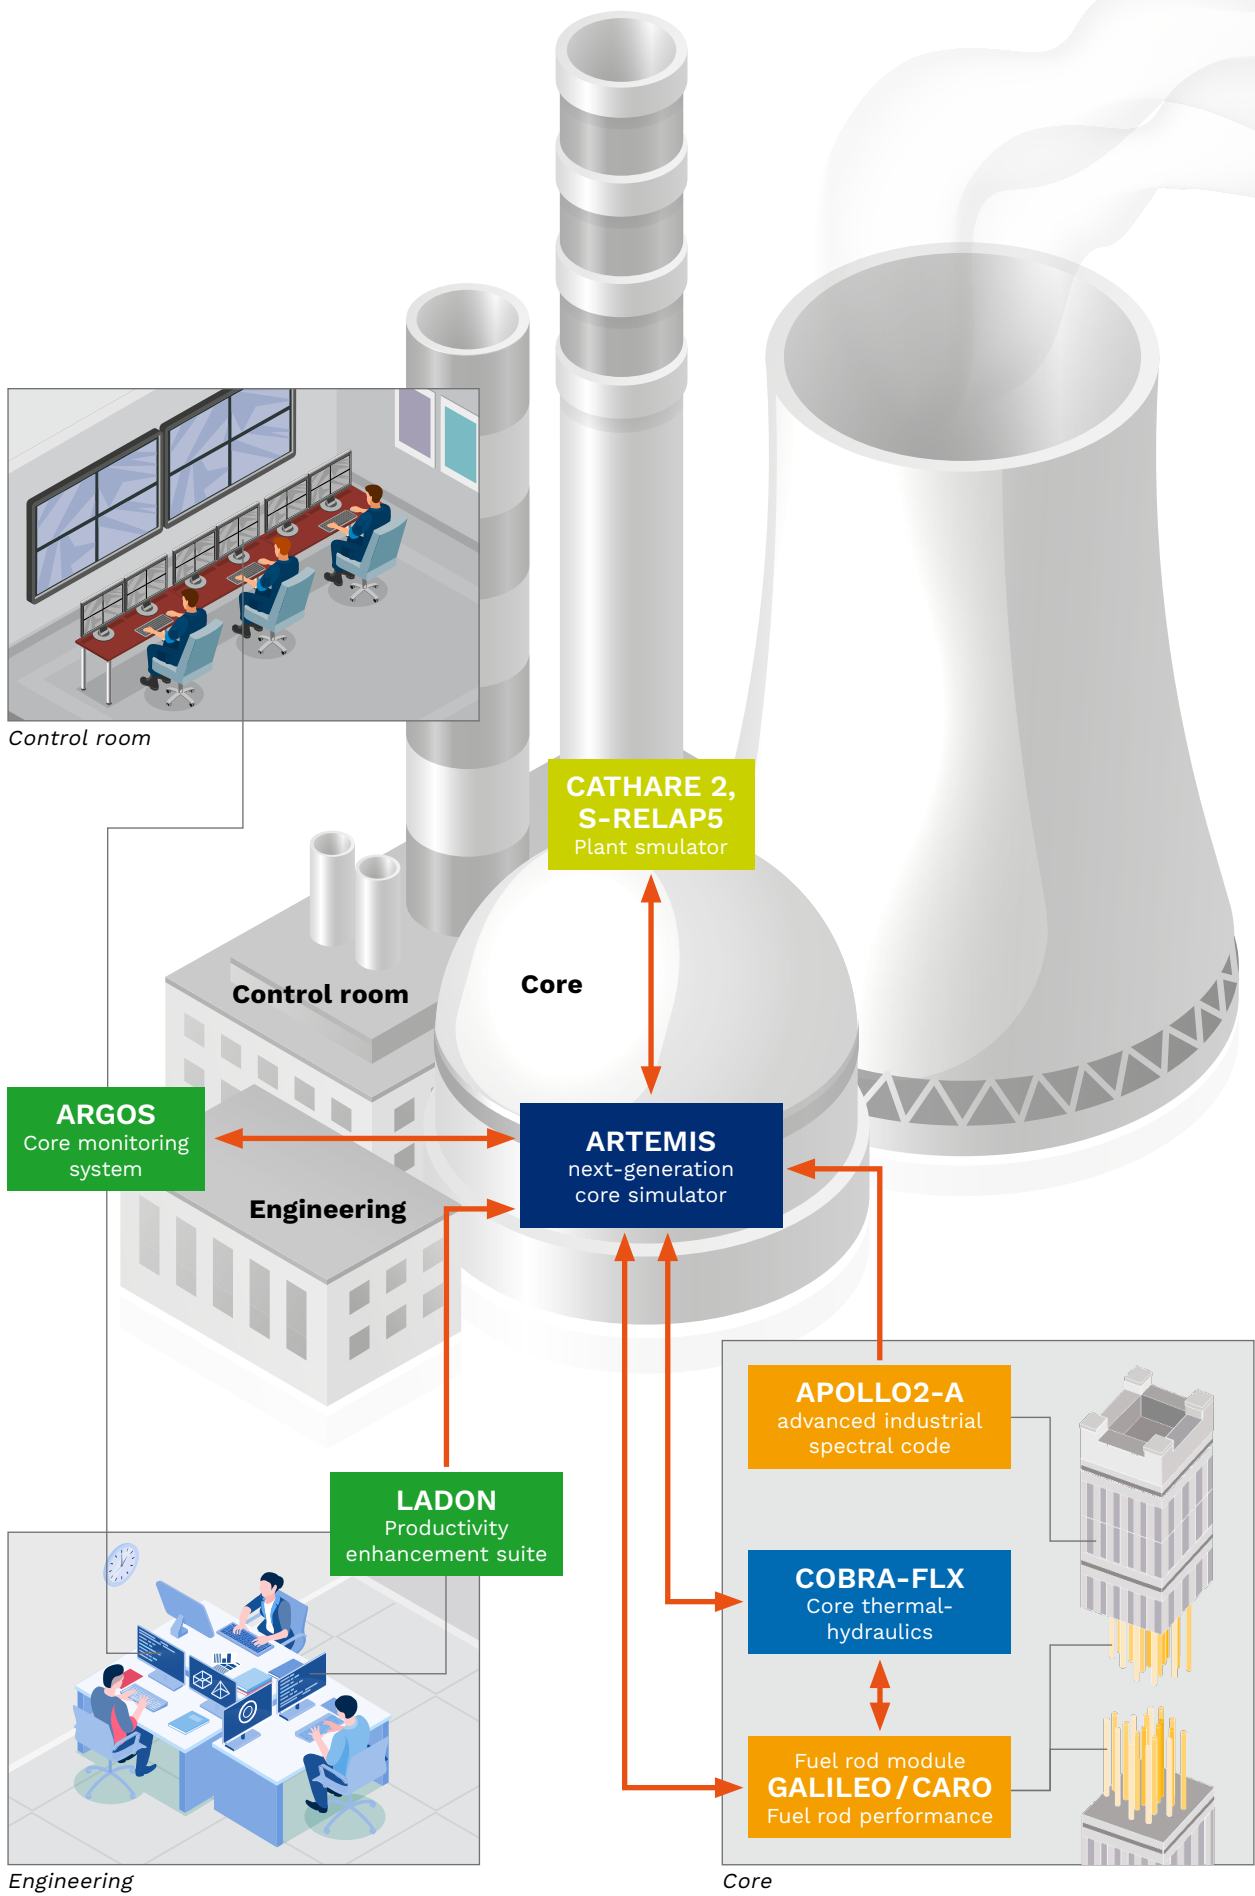 Control room
CATHARE 2,
S-RELAP5
Plant smulator
Control room
Core
ARGOS
Core monitoring
system
ARTEMIS
next-generation
core simulator
Engineering
APOLLO2-A
advanced industrial
spectral code
LADON
Productivity
enhancement suite
COBRA-FLX
Core thermal-
hydraulics
Fuel rod module
GALILEO / CARO
Fuel rod performance
Engineering
Core